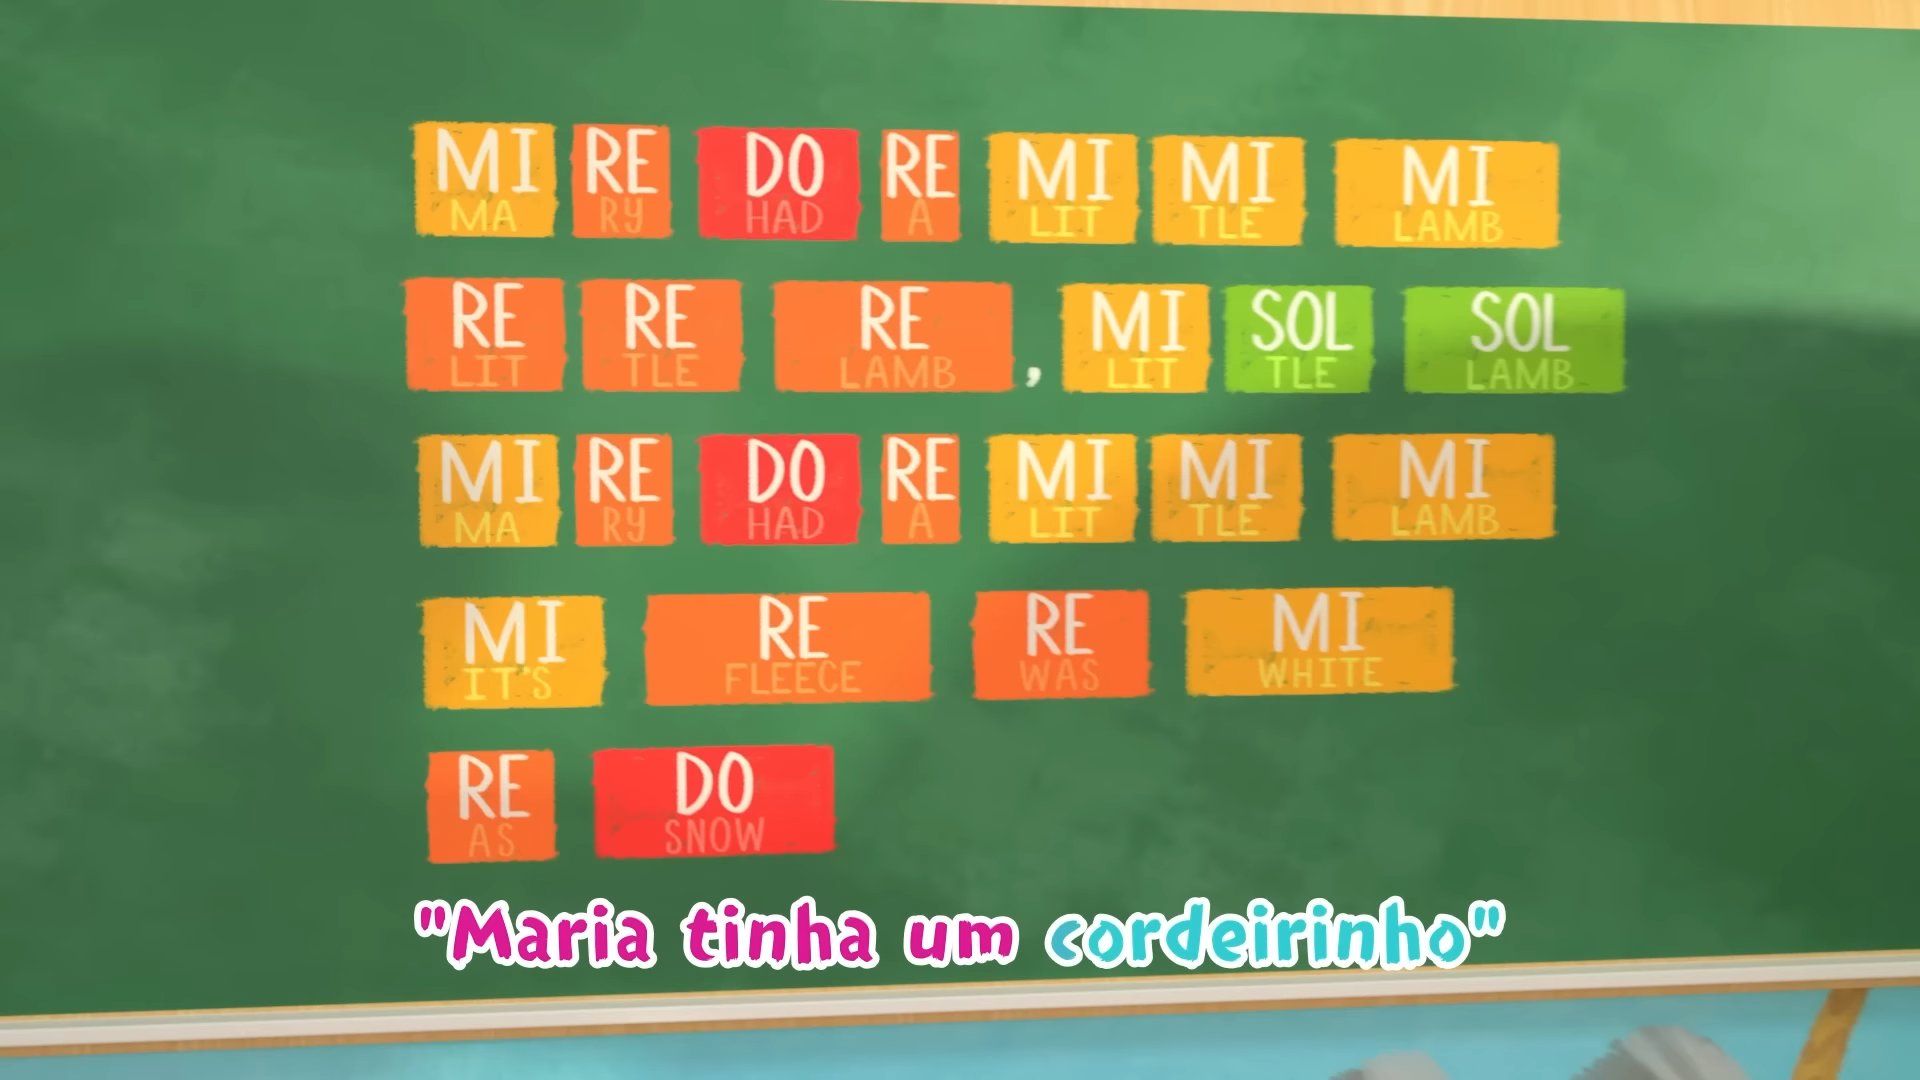 MI RE DO RE MI MI MI
MA RY HAD A LIT TLE LAMB
RE RE RE , MI SOL SOL
LIT TLE LAMB LIT TLE LAMB
MI RE DO RE MI MI MI
MA RY HAD A LIT TLE LAMB
MI RE RE MI
IT'S FLEECE WAS WHITE
RE DO
AS SNOW
"Maria tinha um cordeirinho"